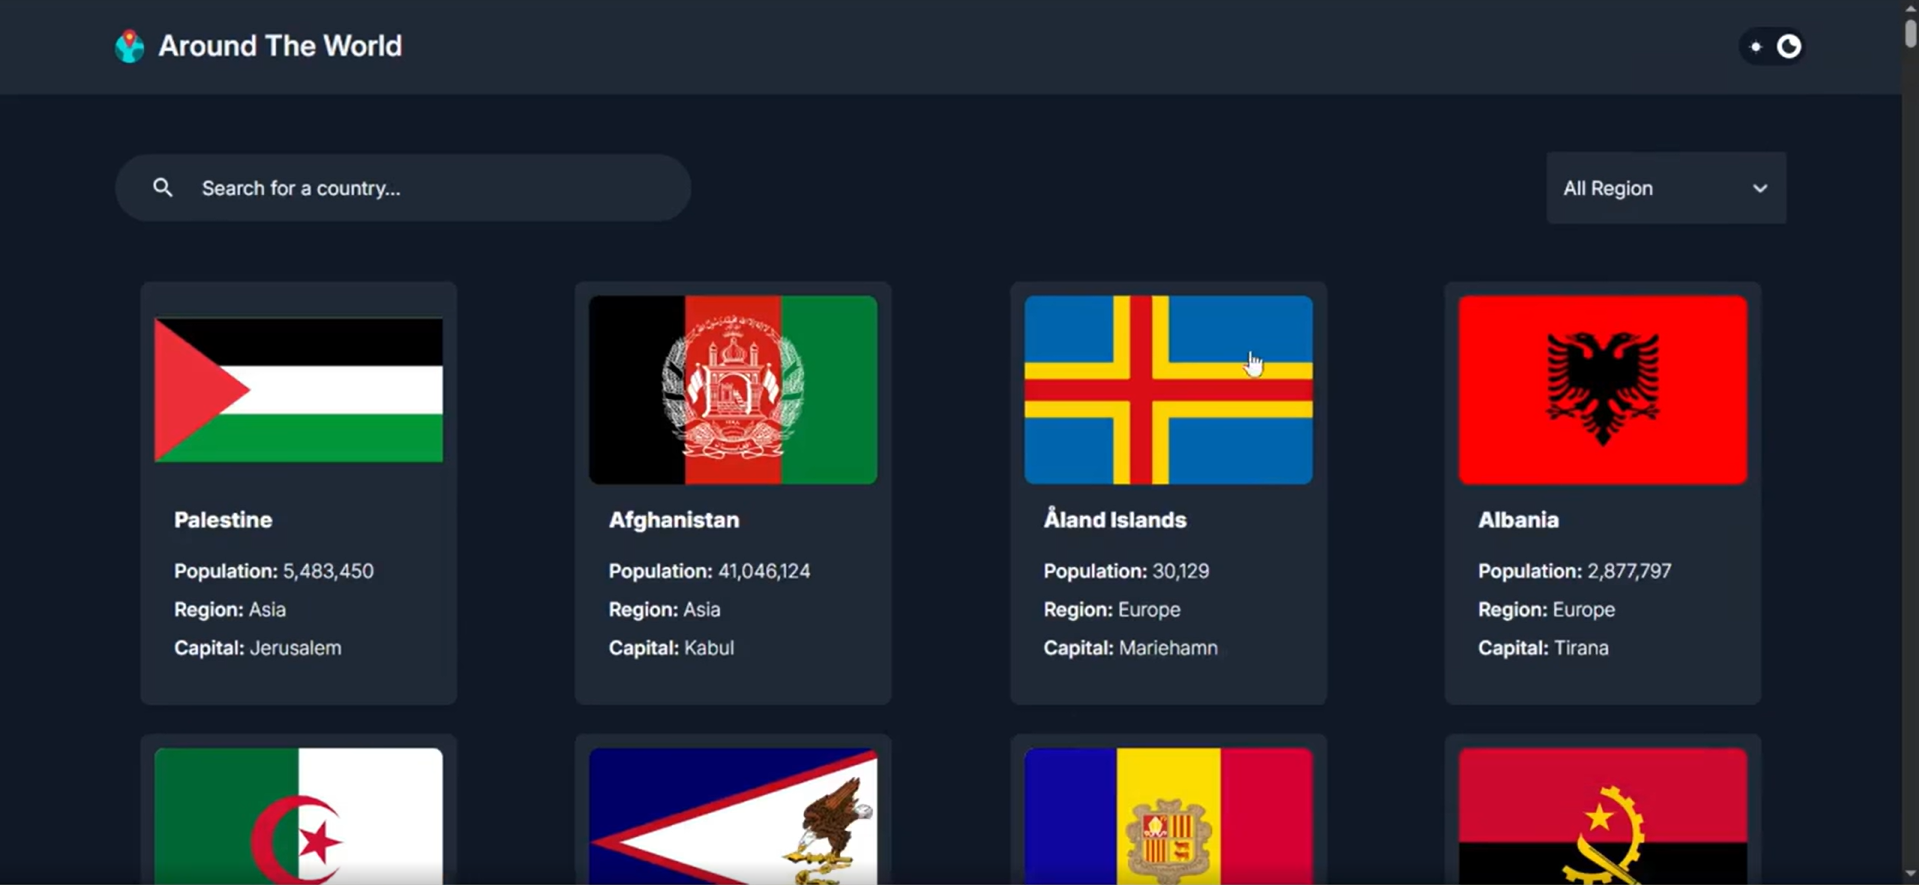 Around The World
Search for a country...
All Region
Palestine
Population: 5,483,450
Region: Asia
Capital: Jerusalem
Afghanistan
Population: 41,046,124
Region: Asia
Capital: Kabul
Åland Islands
Population: 30,129
Region: Europe
Capital: Mariehamn
Albania
Population: 2,877,797
Region: Europe
Capital: Tirana